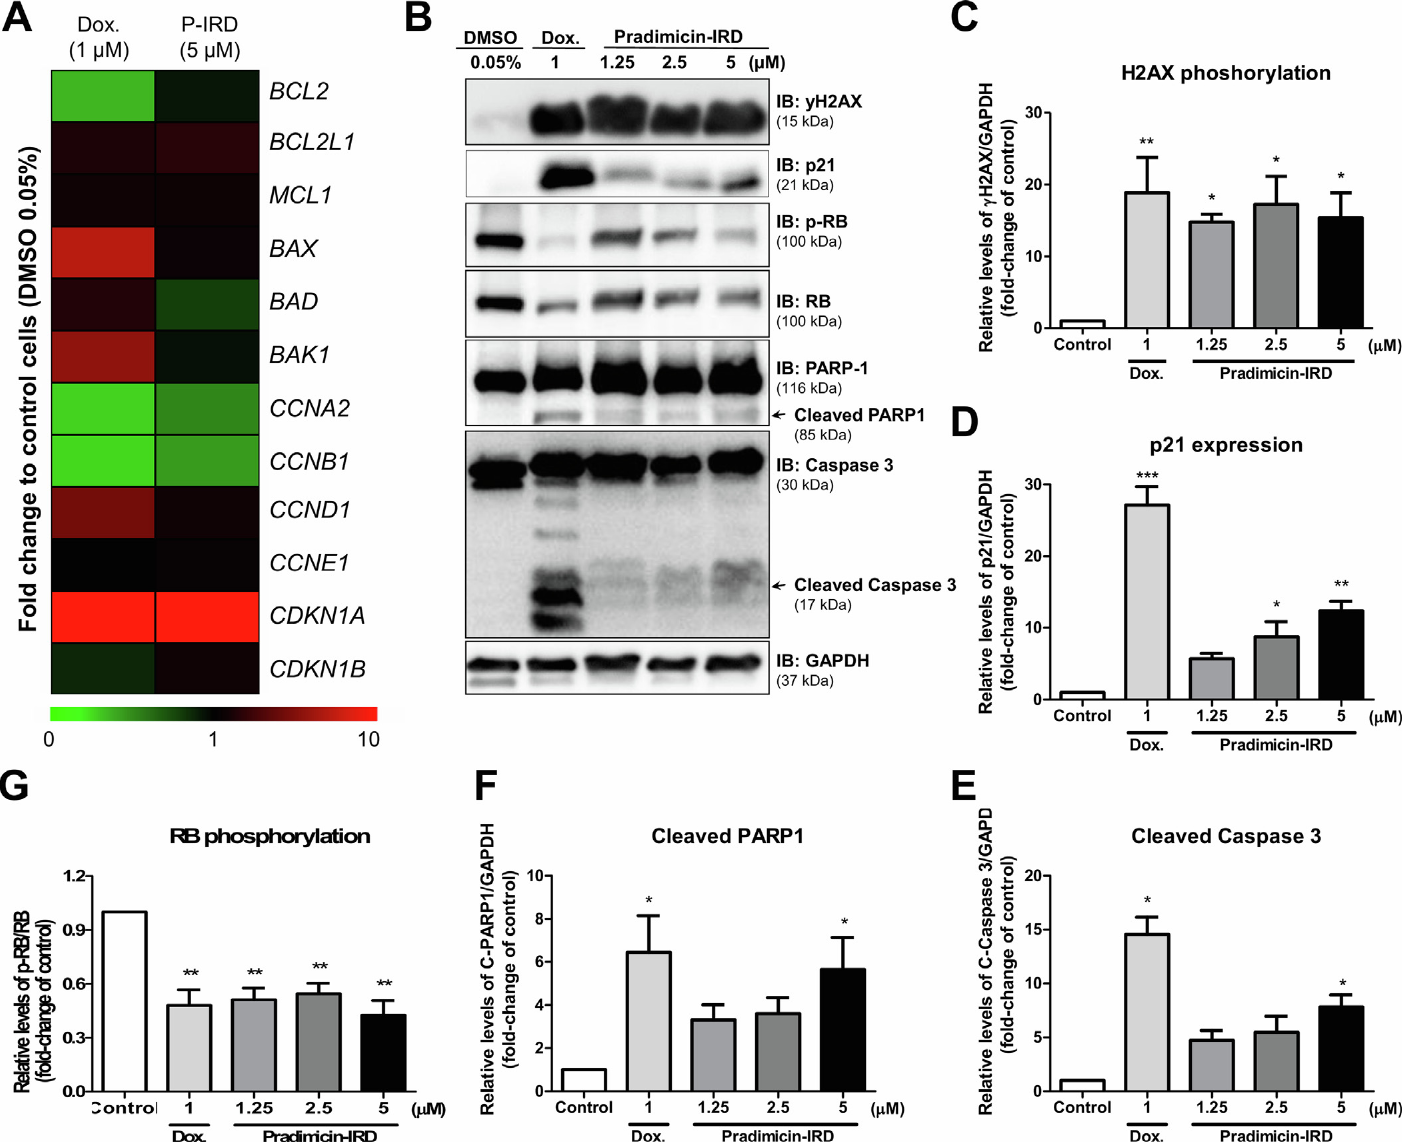 A
Dox.
(1 µM)
P-IRD
(5 µM)
Fold change to control cells (DMSO 0.05%)
BCL2
BCL2L1
MCL1
BAX
BAD
BAK1
CCNA2
CCNB1
CCND1
CCNE1
CDKN1A
CDKN1B
0 1 10
B
DMSO Dox. Pradimicin-IRD
0.05% 1 1.25 2.5 5 (µM)
IB: yH2AX
(15 kDa)
IB: p21
(21 kDa)
IB: p-RB
(100 kDa)
IB: RB
(100 kDa)
IB: PARP-1
(116 kDa)
Cleaved PARP1
(85 kDa)
IB: Caspase 3
(30 kDa)
Cleaved Caspase 3
(17 kDa)
IB: GAPDH
(37 kDa)
C
H2AX phoshorylation
Relative levels of γH2AX/GAPDH
(fold-change of control)
30
20
10
0
** * * *
Control 1 1.25 2.5 5 (µM)
Dox. Pradimicin-IRD
D
p21 expression
Relative levels of p21/GAPDH
(fold-change of control)
30
20
10
0
*** * **
Control 1 1.25 2.5 5 (µM)
Dox. Pradimicin-IRD
G
RB phosphorylation
Relative levels of p-RB/RB
(fold-change of control)
1.2
0.9
0.6
0.3
0.0
** ** ** **
Control 1 1.25 2.5 5 (µM)
Dox. Pradimicin-IRD
F
Cleaved PARP1
Relative levels of C-PARP1/GAPDH
(fold-change of control)
10
8
6
4
2
0
* *
Control 1 1.25 2.5 5 (µM)
Dox. Pradimicin-IRD
E
Cleaved Caspase 3
Relative levels of C-Caspase 3/GAPD
(fold-change of control)
20
15
10
5
0
* *
Control 1 1.25 2.5 5 (µM)
Dox. Pradimicin-IRD